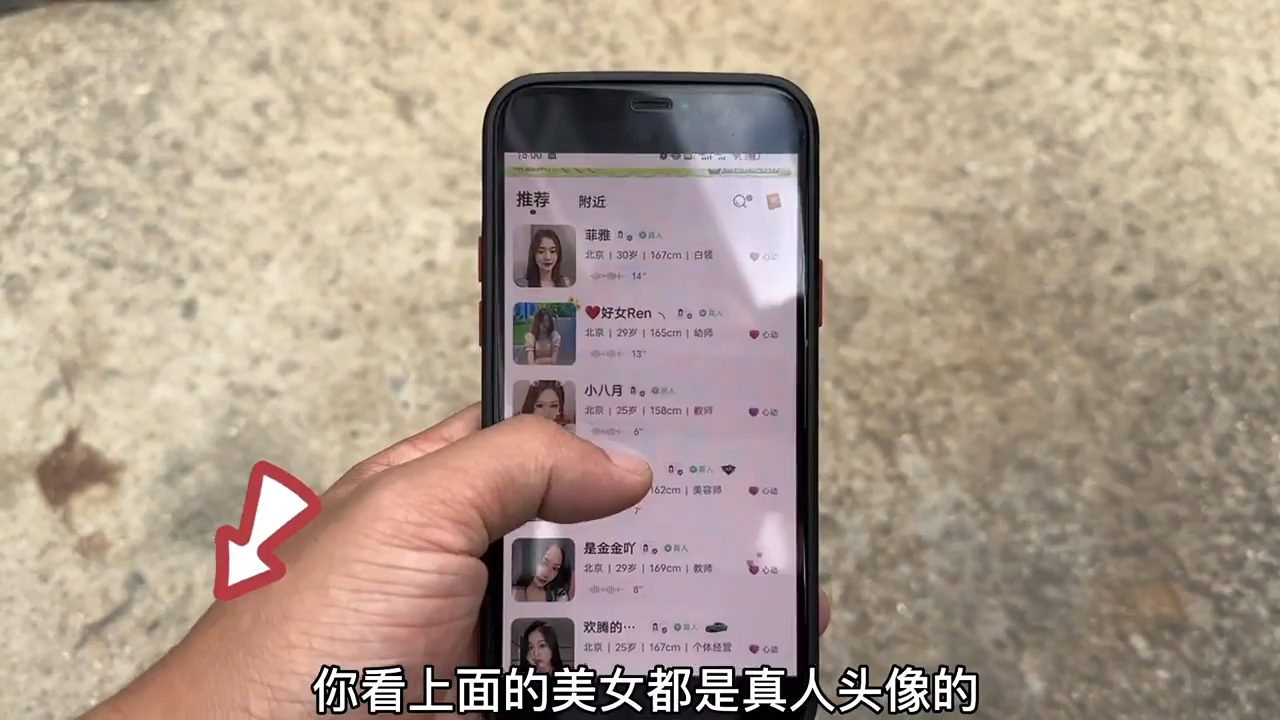 推荐 附近
菲雅 真人
北京 | 30岁 | 167cm | 白领
心动
14"
❤️好女Ren 真人
北京 | 29岁 | 165cm | 幼师
心动
13"
小八月 真人
北京 | 25岁 | 158cm | 教师
心动
6"
真人
162cm | 美容师
心动
7"
是金金吖 真人
北京 | 29岁 | 169cm | 教师
心动
8"
欢腾的… 真人
北京 | 25岁 | 167cm | 个体经营
心动
你看上面的美女都是真人头像的